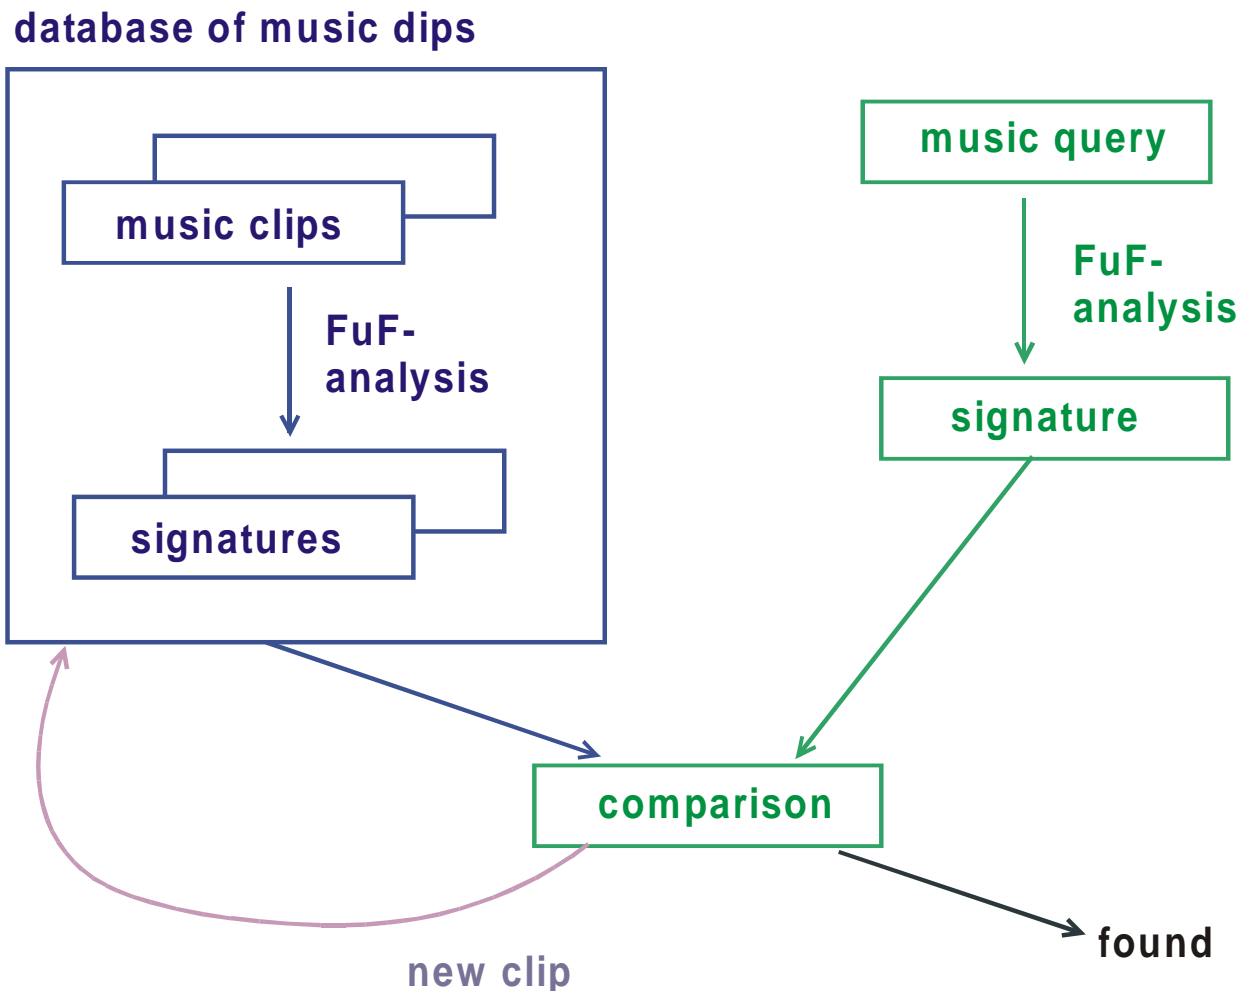 database of music dips
music clips
FuF-
analysis
signatures
music query
FuF-
analysis
signature
comparison
found
new clip